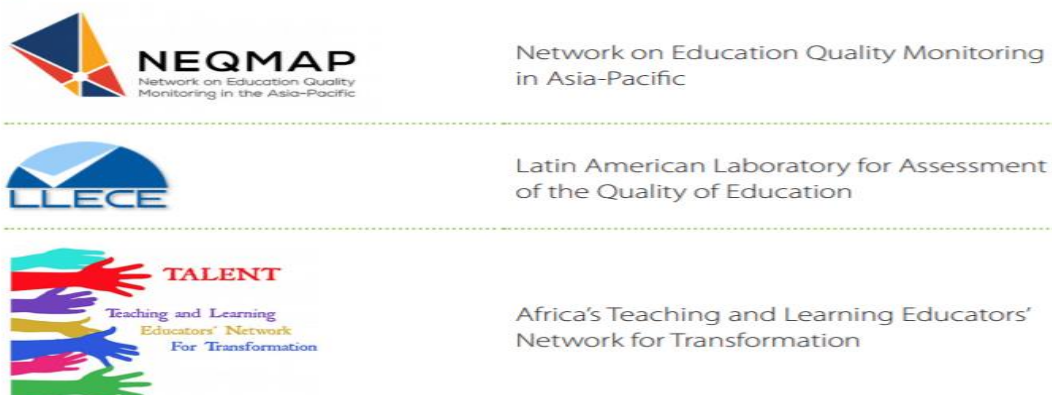 NEQMAP
Network on Education Quality
Monitoring in the Asia-Pacific
Network on Education Quality Monitoring
in Asia-Pacific
LLECE
Latin American Laboratory for Assessment
of the Quality of Education
TALENT
Teaching and Learning
Educators' Network
For Transformation
Africa's Teaching and Learning Educators'
Network for Transformation